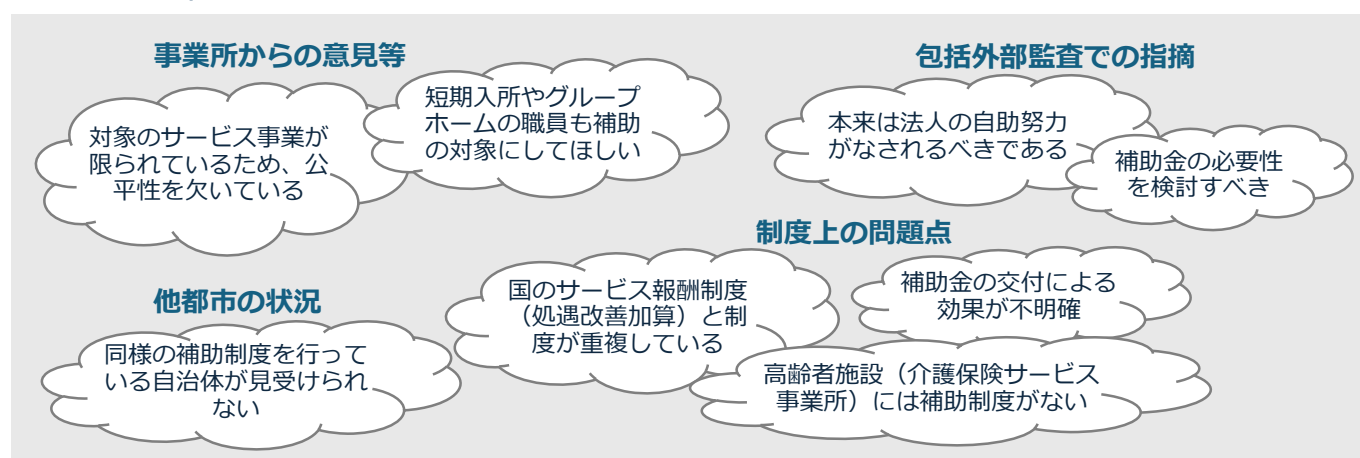 事業所からの意見等
対象のサービス事業が
限られているため、公
平性を欠いている
短期入所やグループ
ホームの職員も補助
の対象にしてほしい
包括外部監査での指摘
本来は法人の自助努力
がなされるべきである
補助金の必要性
を検討すべき
他都市の状況
同様の補助制度を行って
いる自治体が見受けられ
ない
制度上の問題点
国のサービス報酬制度
（処遇改善加算）と制
度が重複している
補助金の交付による
効果が不明確
高齢者施設（介護保険サービス
事業所）には補助制度がない